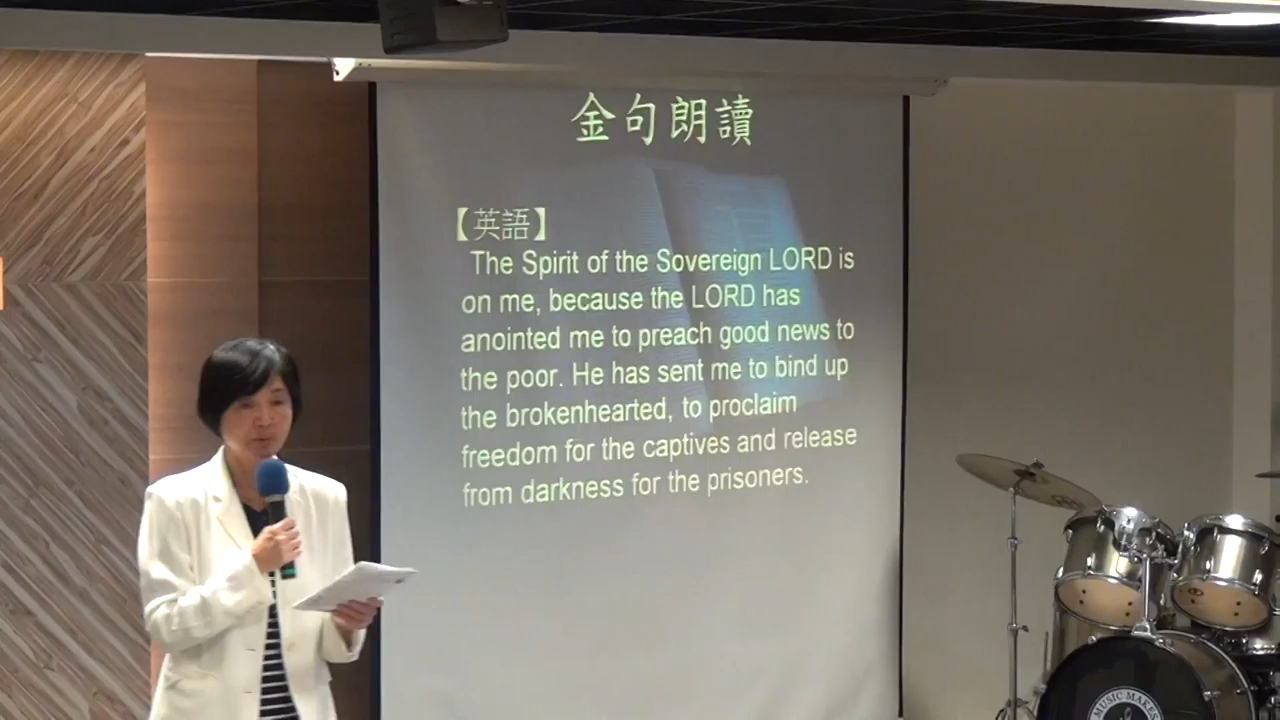 金句朗讀
【英語】
The Spirit of the Sovereign LORD is
on me, because the LORD has
anointed me to preach good news to
the poor. He has sent me to bind up
the brokenhearted, to proclaim
freedom for the captives and release
from darkness for the prisoners.
MUSIC MAKER